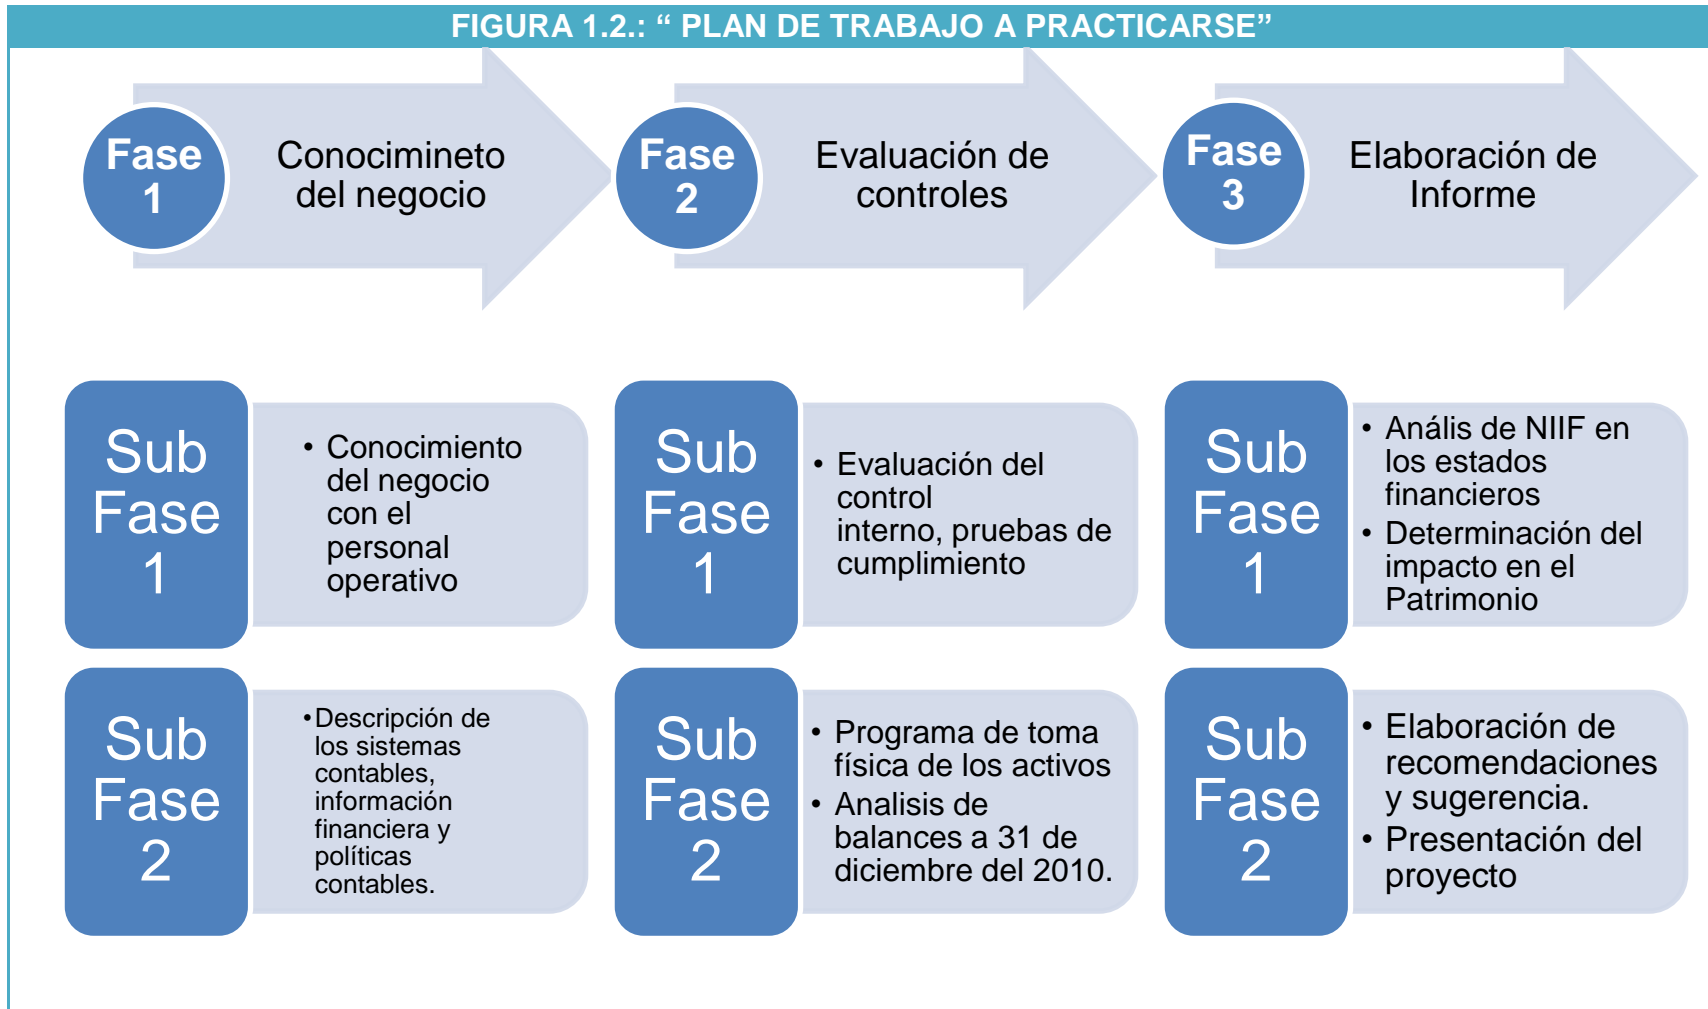 FIGURA 1.2.: “ PLAN DE TRABAJO A PRACTICARSE”
Fase
1
Conocimineto
del negocio
Fase
2
Evaluación de
controles
Fase
3
Elaboración de
Informe
Sub
Fase
1
• Conocimiento
del negocio
con el
personal
operativo
Sub
Fase
1
• Evaluación del
control
interno, pruebas de
cumplimiento
Sub
Fase
1
• Anális de NIIF en
los estados
financieros
• Determinación del
impacto en el
Patrimonio
Sub
Fase
2
•Descripción de
los sistemas
contables,
información
financiera y
políticas
contables.
Sub
Fase
2
• Programa de toma
física de los activos
• Analisis de
balances a 31 de
diciembre del 2010.
Sub
Fase
2
• Elaboración de
recomendaciones
y sugerencia.
• Presentación del
proyecto